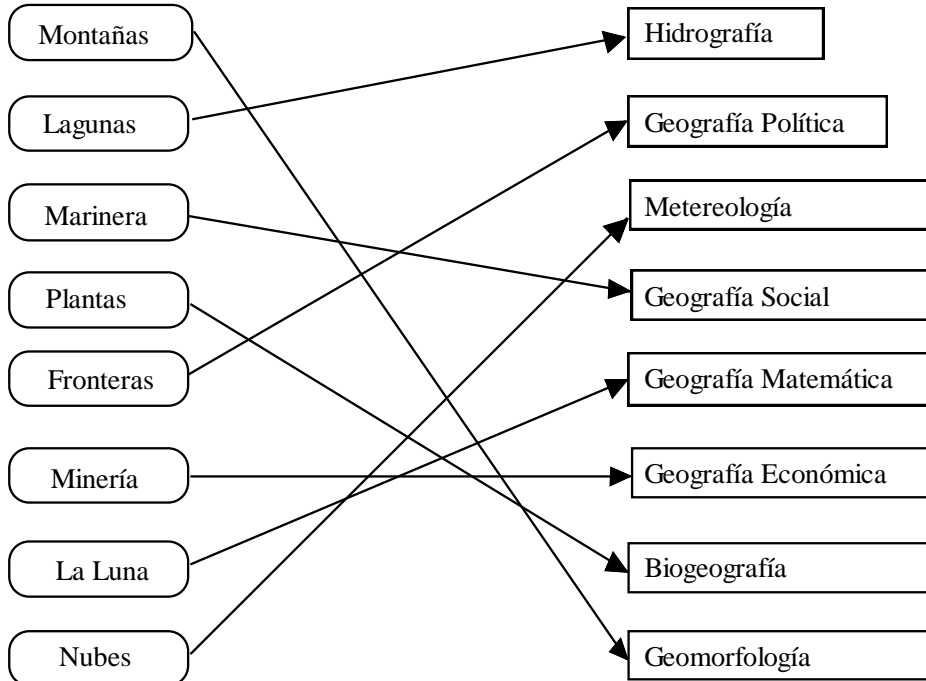 Montañas
Hidrografía
Lagunas
Geografía Política
Marinera
Metereología
Plantas
Geografía Social
Fronteras
Geografía Matemática
Minería
Geografía Económica
La Luna
Biogeografía
Nubes
Geomorfología